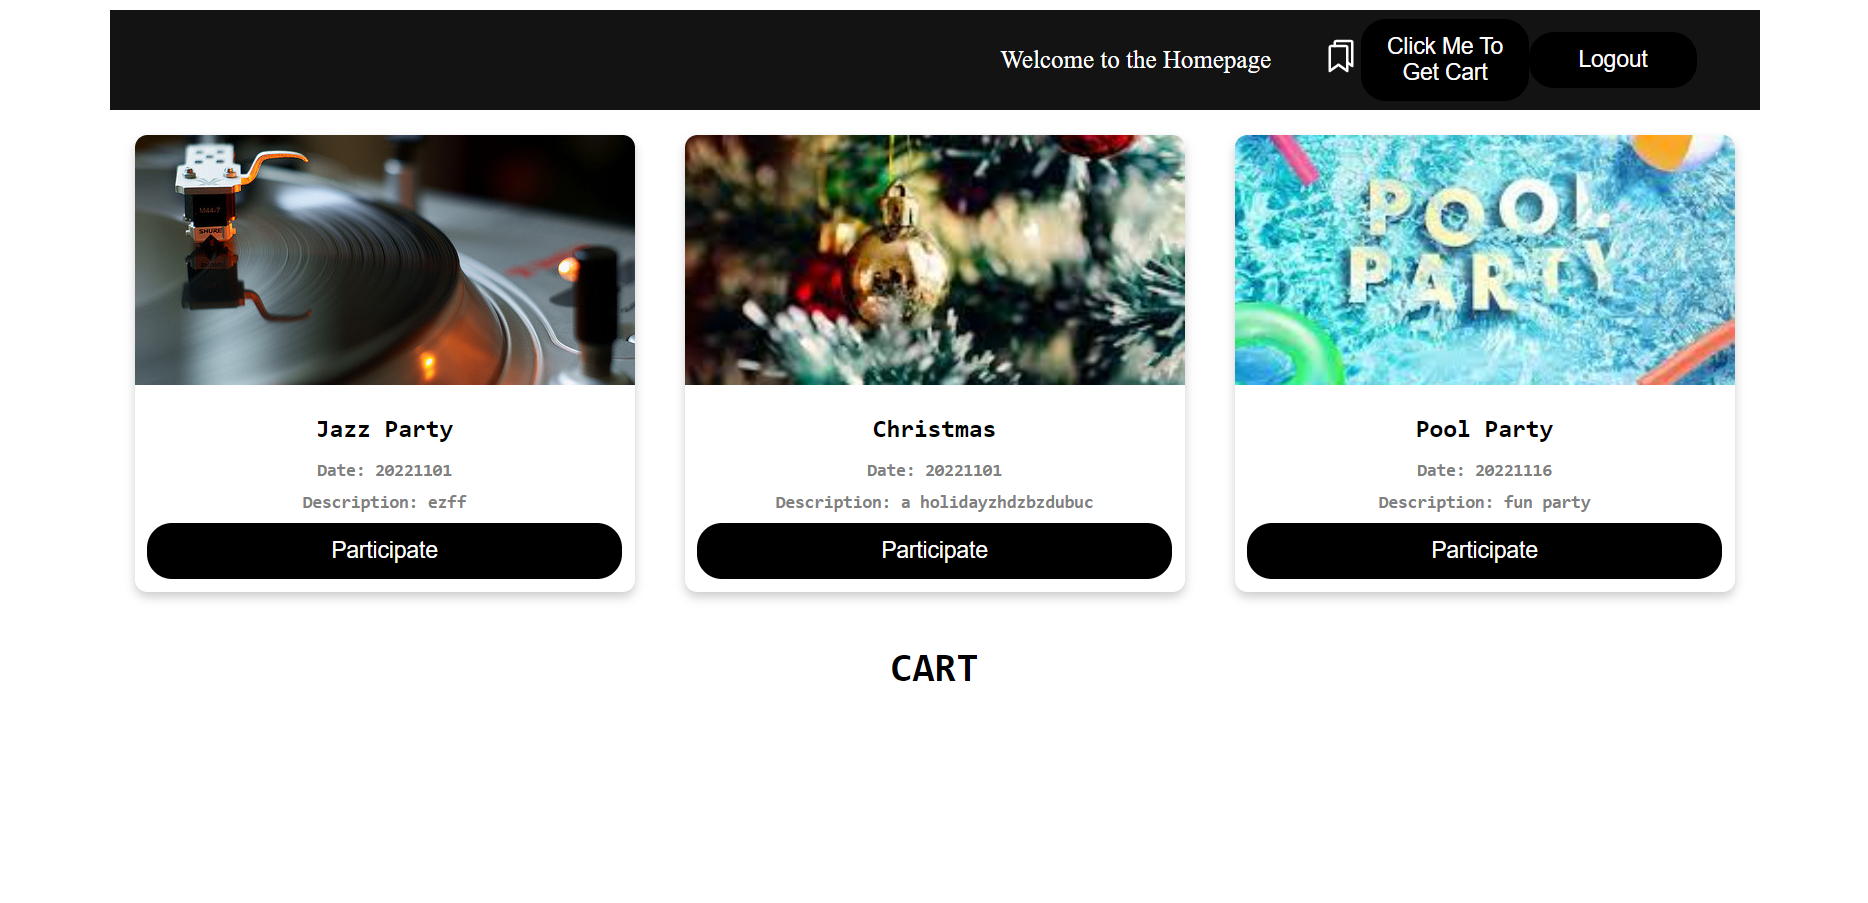 Welcome to the Homepage
Click Me To
Get Cart
Logout
M44-7
SHURE
POOL
PARTY
Jazz Party
Date: 20221101
Description: ezff
Participate
Christmas
Date: 20221101
Description: a holidayzhdzbzdubuc
Participate
Pool Party
Date: 20221116
Description: fun party
Participate
CART